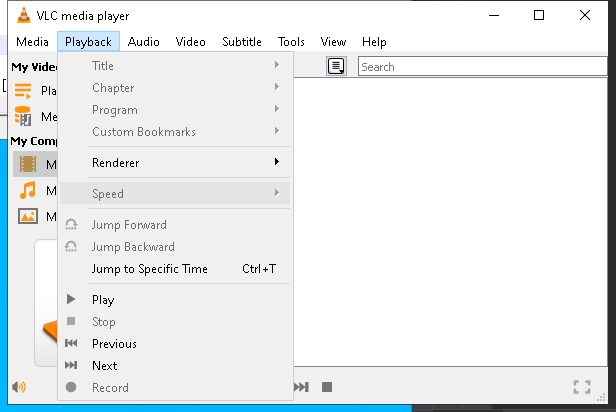 VLC media player
Media Playback Audio Video Subtitle Tools View Help
My Vide
Search
Title
Chapter
Program
Custom Bookmarks
Renderer
Speed
Jump Forward
Jump Backward
Jump to Specific Time Ctrl+T
Play
Stop
Previous
Next
Record
Pla
Me
My Comp
M
M
M